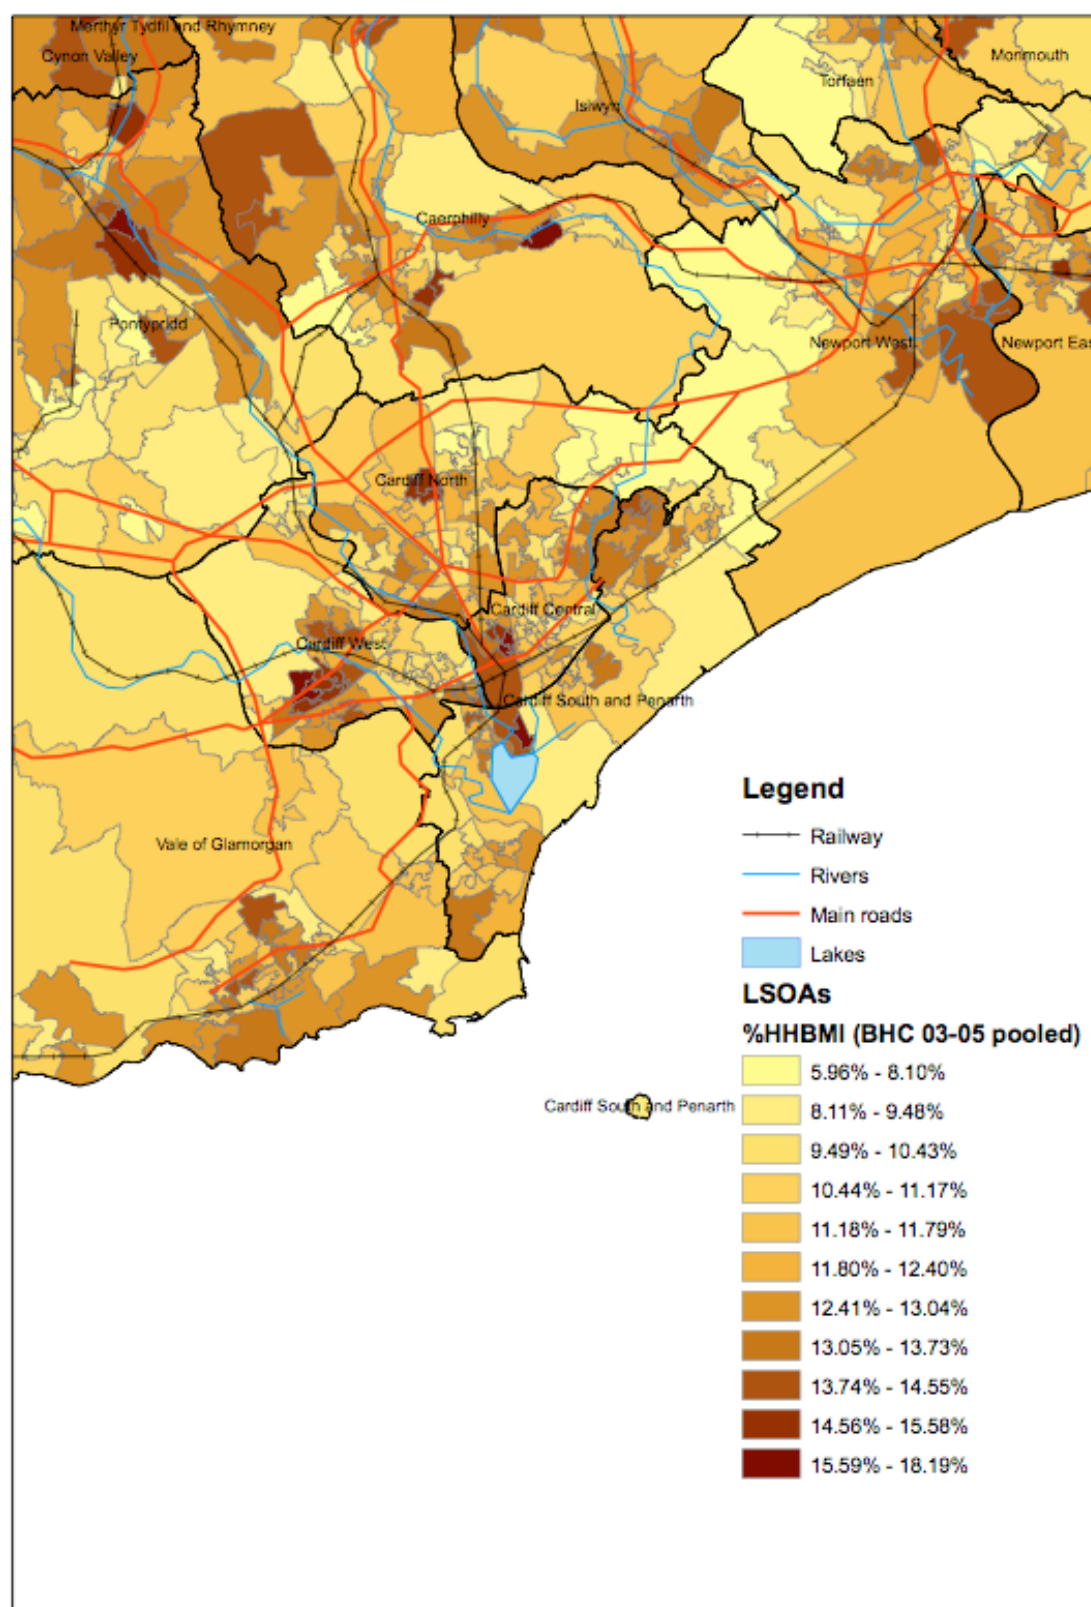 Merthyr Tydfil and Rhymney
Cynon Valley
Monmouth
Torfaen
Islwyn
Caerphilly
Pontypridd
Newport West
Newport Eas
Cardiff North
Cardiff Central
Cardiff West
Cardiff South and Penarth
Vale of Glamorgan
Cardiff South and Penarth
Legend
Railway
Rivers
Main roads
Lakes
LSOAs
%HHBMI (BHC 03-05 pooled)
5.96% - 8.10%
8.11% - 9.48%
9.49% - 10.43%
10.44% - 11.17%
11.18% - 11.79%
11.80% - 12.40%
12.41% - 13.04%
13.05% - 13.73%
13.74% - 14.55%
14.56% - 15.58%
15.59% - 18.19%